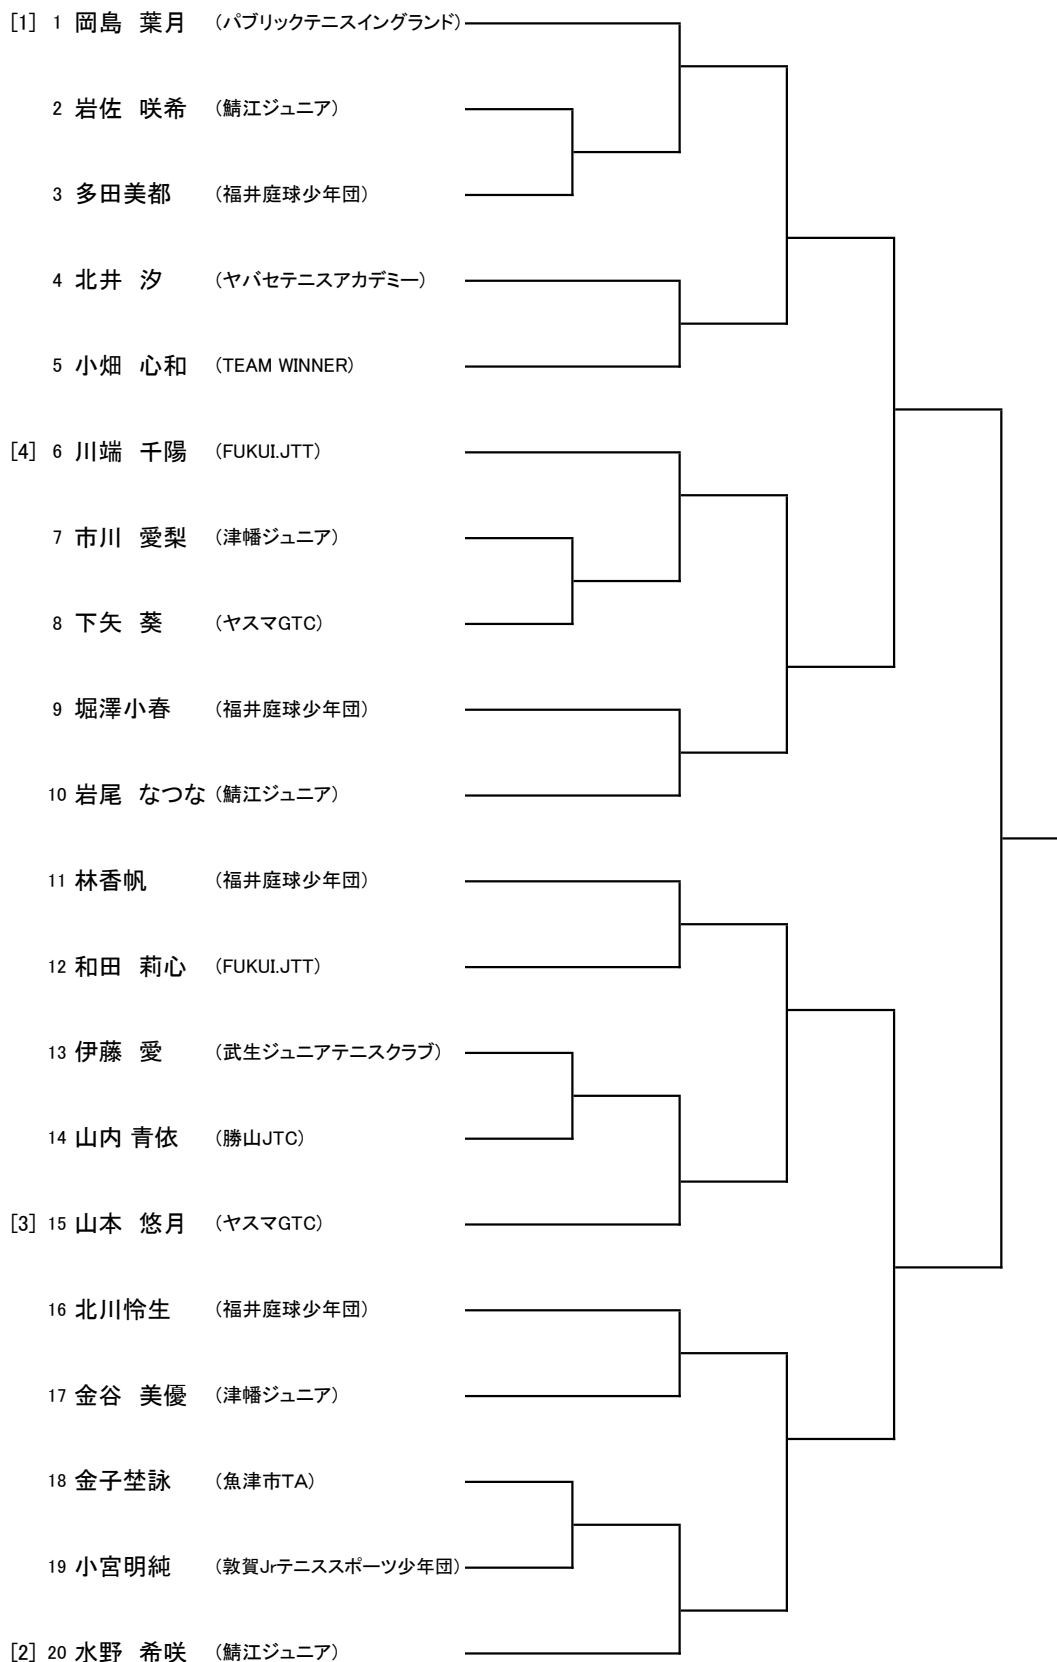 [1] 1 岡島 葉月 (パブリックテニスイングランド)
2 岩佐 咲希 (鯖江ジュニア)
3 多田美都 (福井庭球少年団)
4 北井 汐 (ヤバセテニスアカデミー)
5 小畑 心和 (TEAM WINNER)
[4] 6 川端 千陽 (FUKUI.JTT)
7 市川 愛梨 (津幡ジュニア)
8 下矢 葵 (ヤスマGTC)
9 堀澤小春 (福井庭球少年団)
10 岩尾 なつな (鯖江ジュニア)
11 林香帆 (福井庭球少年団)
12 和田 莉心 (FUKUI.JTT)
13 伊藤 愛 (武生ジュニアテニスクラブ)
14 山内 青依 (勝山JTC)
[3] 15 山本 悠月 (ヤスマGTC)
16 北川怜生 (福井庭球少年団)
17 金谷 美優 (津幡ジュニア)
18 金子埜詠 (魚津市TA)
19 小宮明純 (敦賀Jrテニススポーツ少年団)
[2] 20 水野 希咲 (鯖江ジュニア)